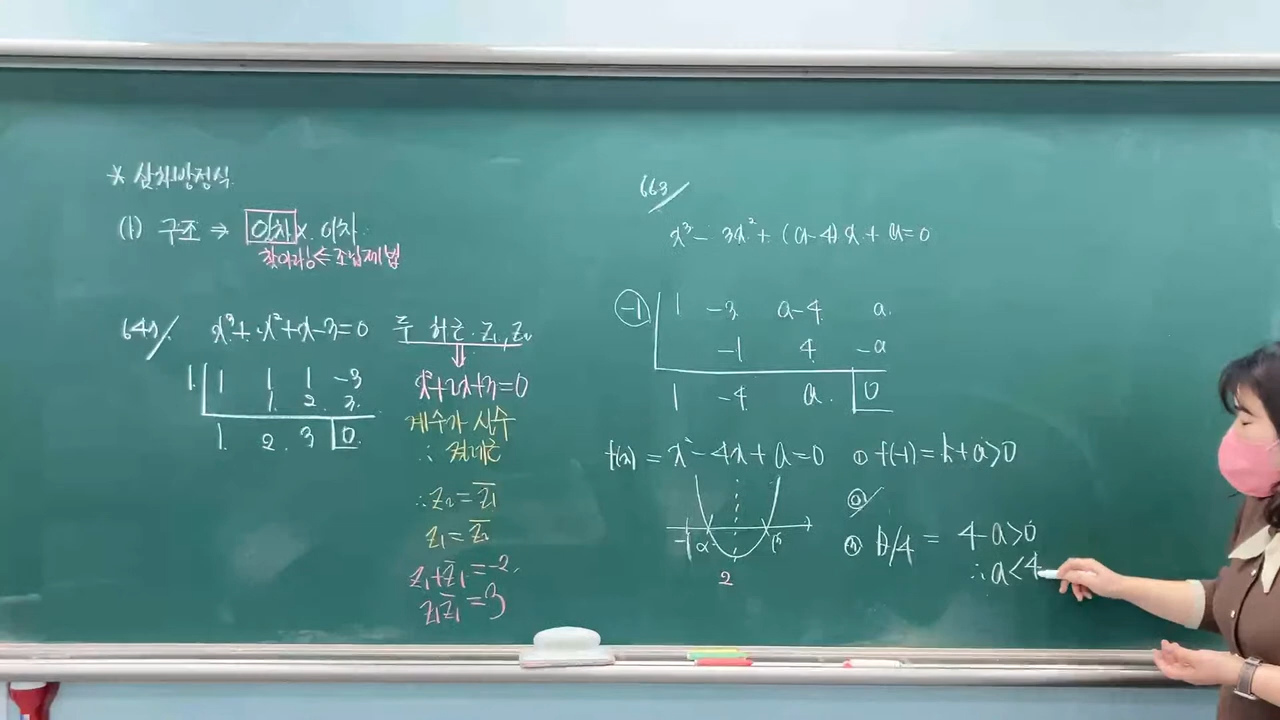 * 삼차방정식
(1) 구조 ⇒ 일차 × 이차
찾아라! ⇐ 조립제법
x³+x²+x-3=0 두 허근 z₁, z₂
1 | 1 1 1 -3
1 2 3
1 2 3 | 0
x²+2x+3=0
계수가 실수
∴ 켤레근
∴ z₂ = z̄₁
z₁ = z̄₂
z₁+z̄₁=-2
z₁z̄₁=3
663/
x³-3x²+(a-4)x+a=0
-1 | 1 -3 a-4 a
-1 4 -a
1 -4 a | 0
f(x)=x²-4x+a=0 ① f(-1)= +a>0
②
-1 α β
③ D/4 = 4-a>0
2
∴ a<4